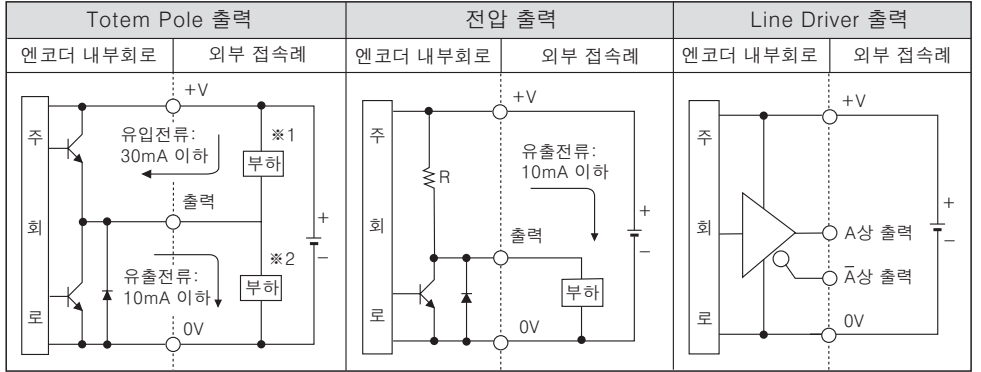 Totem Pole 출력
전압 출력
Line Driver 출력
엔코더 내부회로
외부 접속례
엔코더 내부회로
외부 접속례
엔코더 내부회로
외부 접속례
주 회 로
+V
유입전류:
30mA 이하
※1
부하
출력
+
−
※2
부하
유출전류:
10mA 이하
0V
주 회 로
+V
R
유출전류:
10mA 이하
출력
+
−
부하
0V
주 회 로
+V
A상 출력
A̅상 출력
+
−
0V